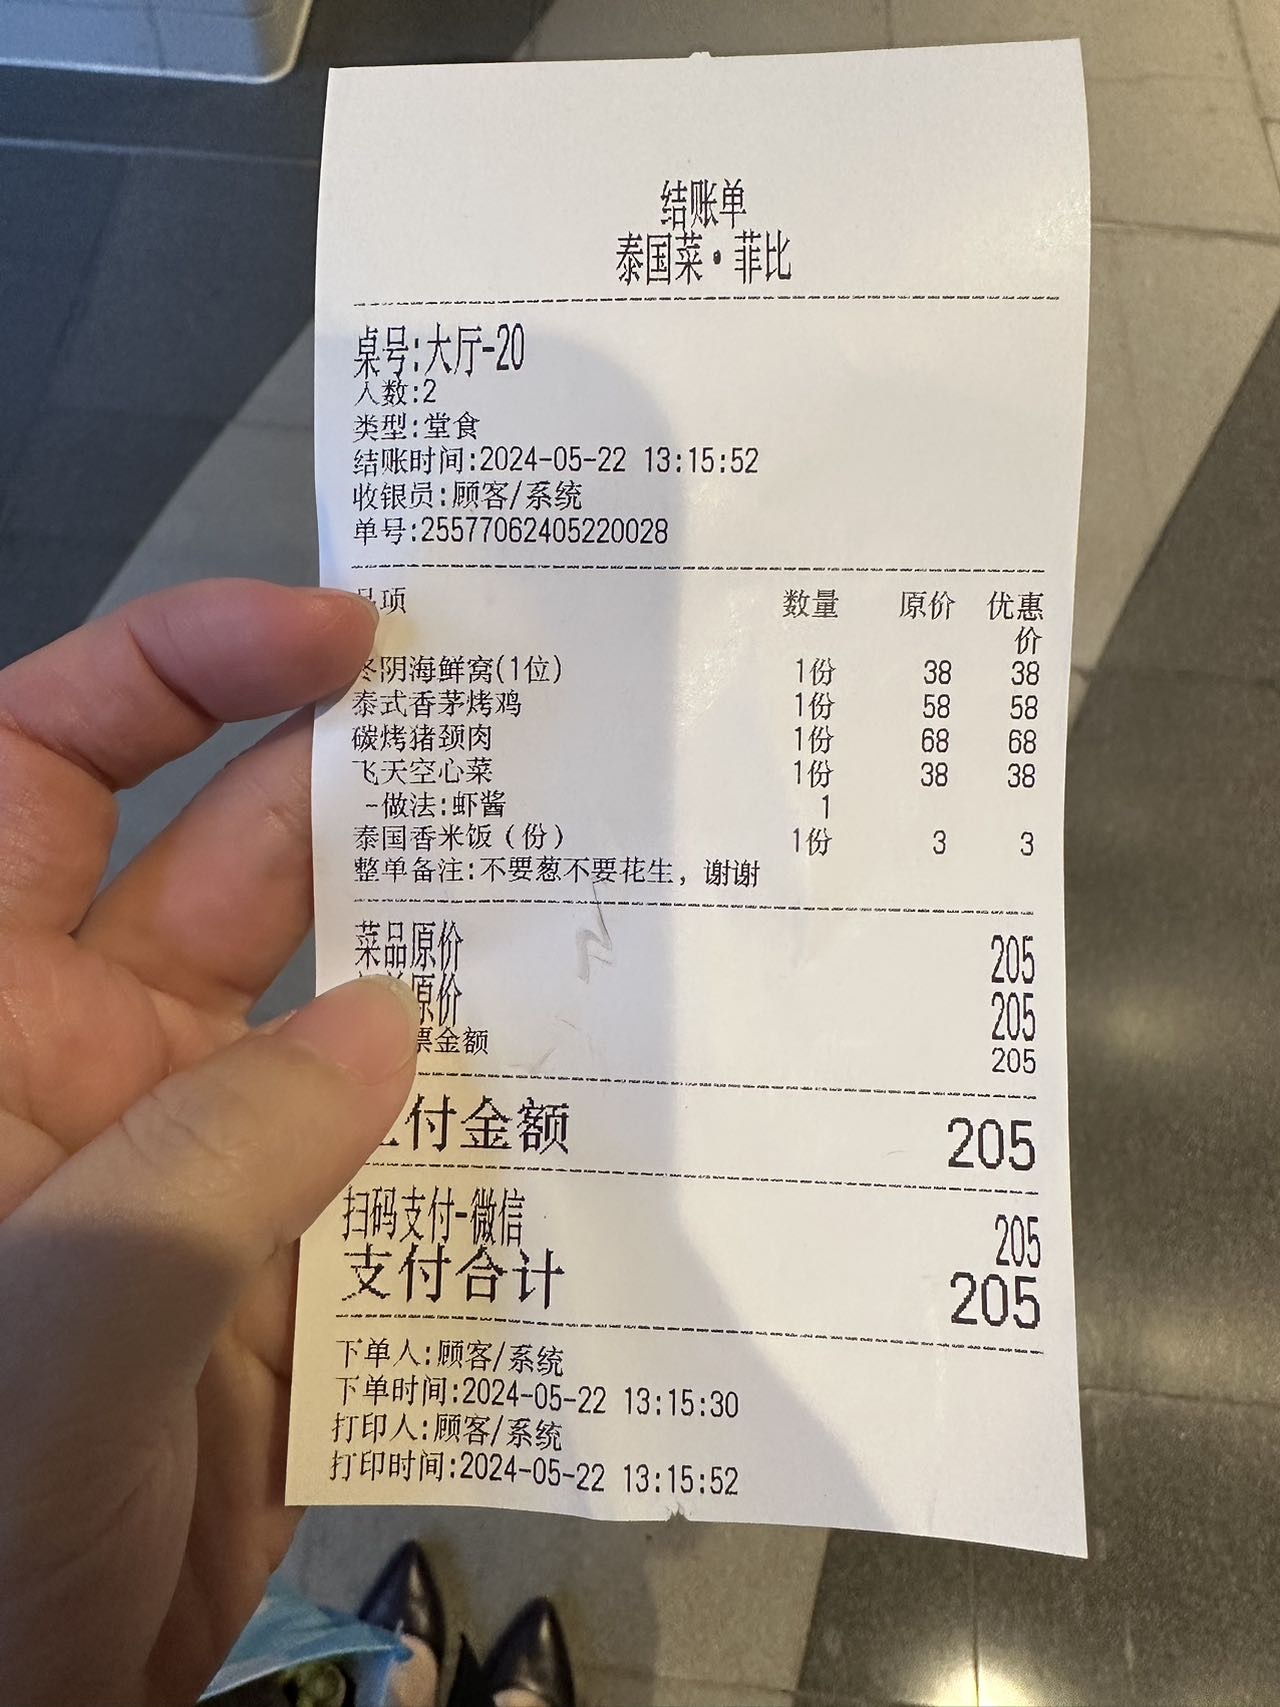 结账单
泰国菜·菲比
桌号:大厅-20
人数:2
类型:堂食
结账时间:2024-05-22 13:15:52
收银员:顾客/系统
单号:25577062405220028
品项 数量 原价 优惠价
冬阴海鲜窝(1位) 1份 38 38
泰式香茅烤鸡 1份 58 58
碳烤猪颈肉 1份 68 68
飞天空心菜 1份 38 38
-做法:虾酱 1
泰国香米饭(份) 1份 3 3
整单备注:不要葱不要花生，谢谢
菜品原价 205
原价 205
票金额 205
付金额 205
扫码支付-微信 205
支付合计 205
下单人:顾客/系统
下单时间:2024-05-22 13:15:30
打印人:顾客/系统
打印时间:2024-05-22 13:15:52